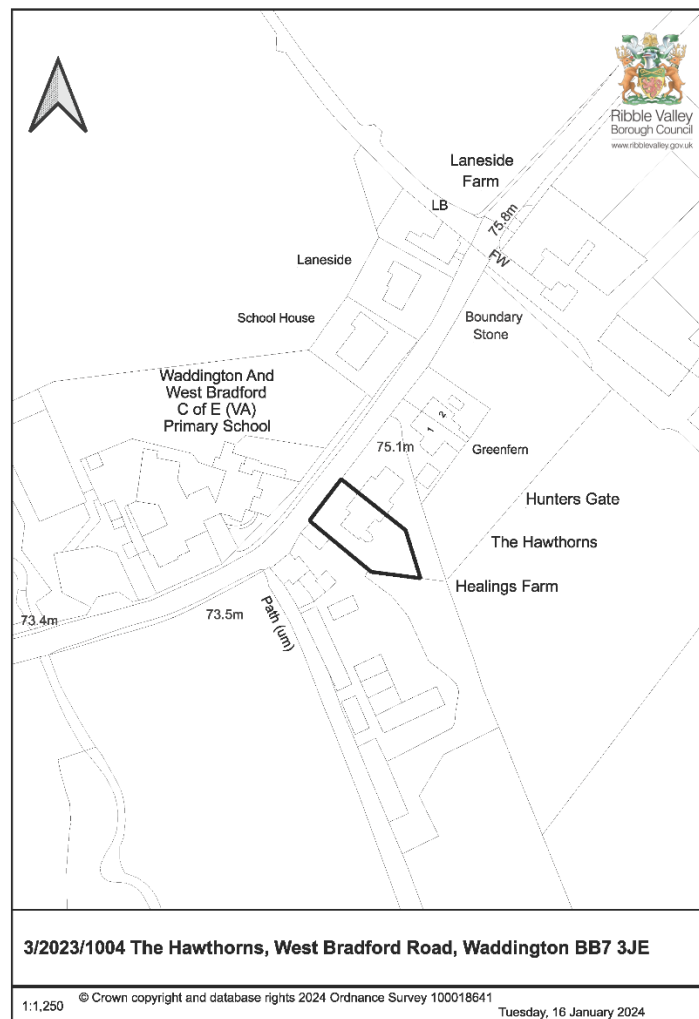 Ribble Valley
Borough Council
www.ribblevalley.gov.uk
Laneside
Farm
LB
75.8m
FW
Laneside
School House
Boundary
Stone
Waddington And
West Bradford
C of E (VA)
Primary School
1
2
75.1m
Greenfern
Hunters Gate
The Hawthorns
Healings Farm
73.4m
73.5m
Path (um)
3/2023/1004 The Hawthorns, West Bradford Road, Waddington BB7 3JE
1:1,250
© Crown copyright and database rights 2024 Ordnance Survey 100018641
Tuesday, 16 January 2024